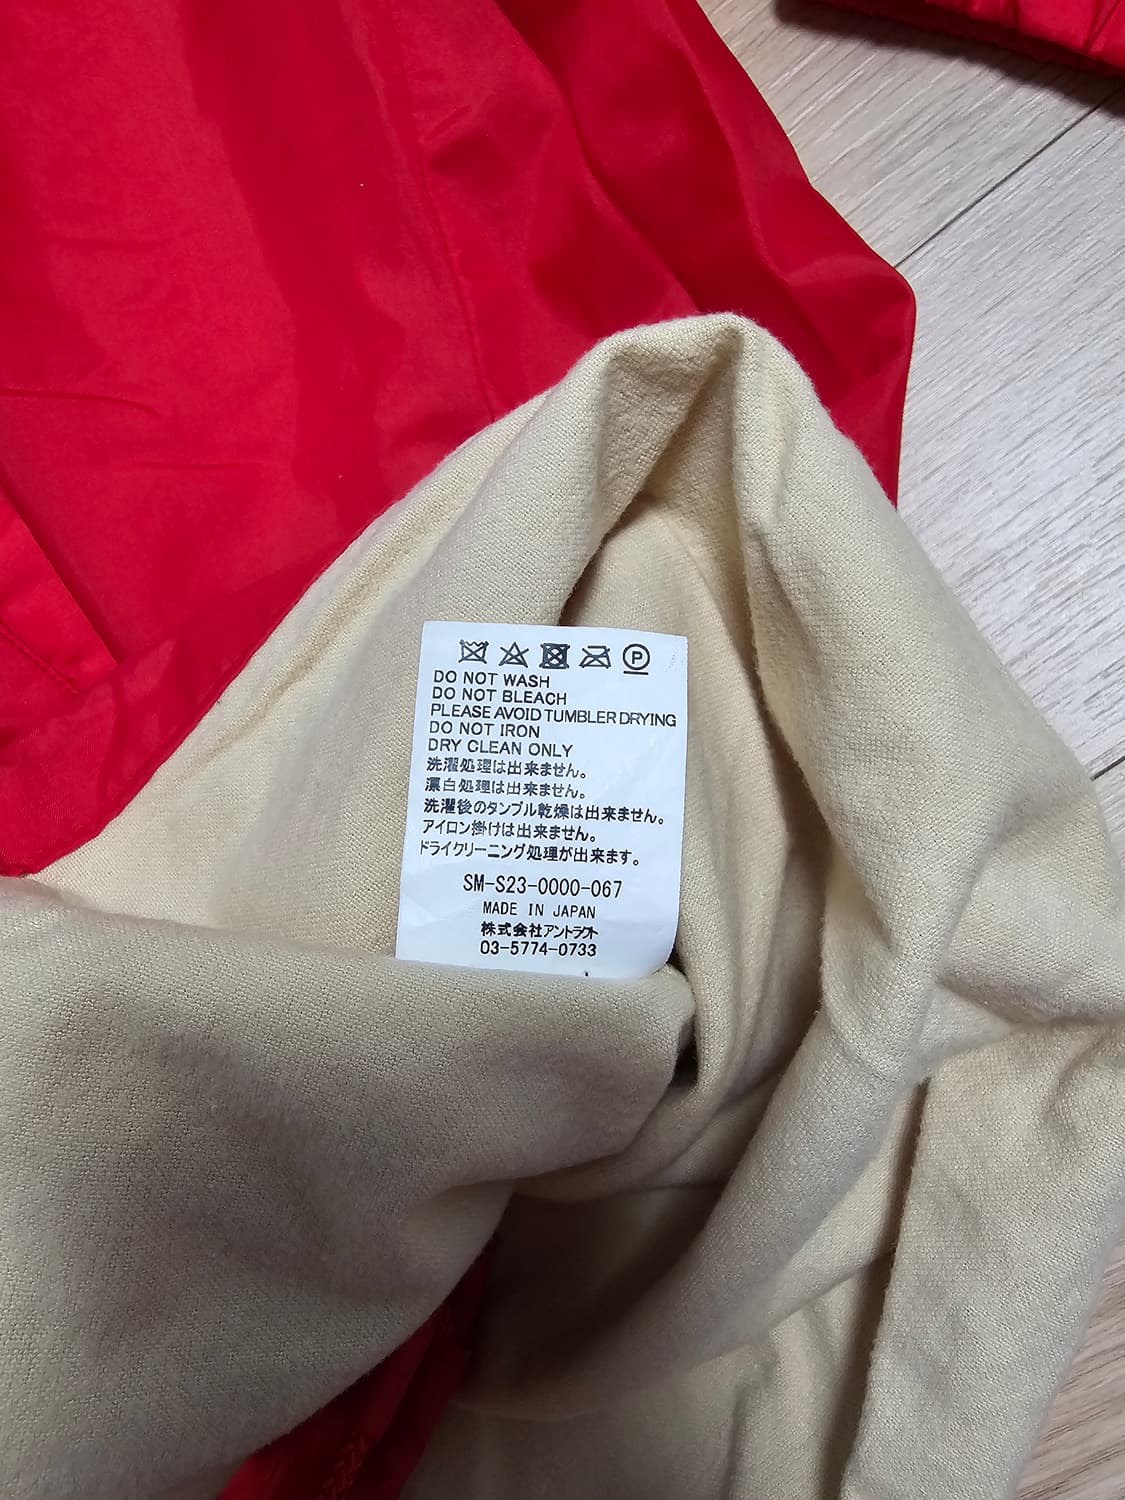 P
DO NOT WASH
DO NOT BLEACH
PLEASE AVOID TUMBLER DRYING
DO NOT IRON
DRY CLEAN ONLY
洗濯処理は出来ません。
漂白処理は出来ません。
洗濯後のタンブル乾燥は出来ません。
アイロン掛けは出来ません。
ドライクリーニング処理が出来ます。
SM-S23-0000-067
MADE IN JAPAN
株式会社アントラクト
03-5774-0733